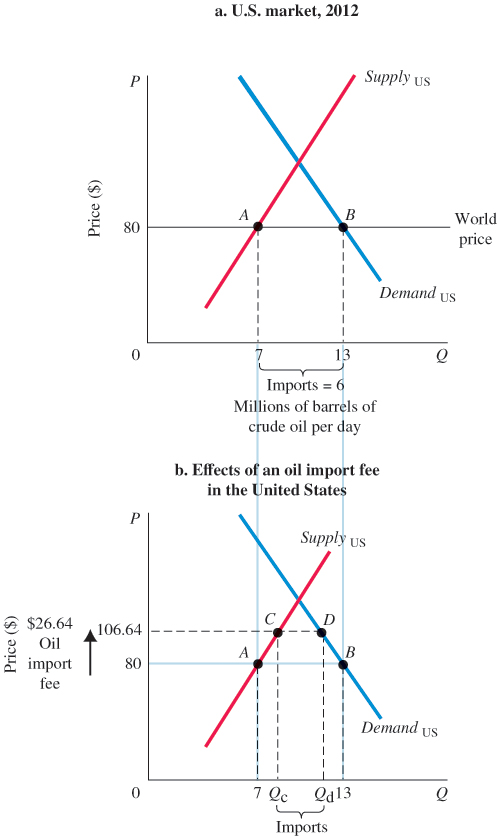 a. U.S. market, 2012
P
Supply US
Price ($)
A
B
World
price
80
Demand US
0
7
13
Q
Imports = 6
Millions of barrels of
crude oil per day
b. Effects of an oil import fee
in the United States
P
Supply US
Price ($)
$26.64
Oil
import
fee
106.64
C
D
80
A
B
Demand US
0
7
Qc
Qd
13
Q
Imports